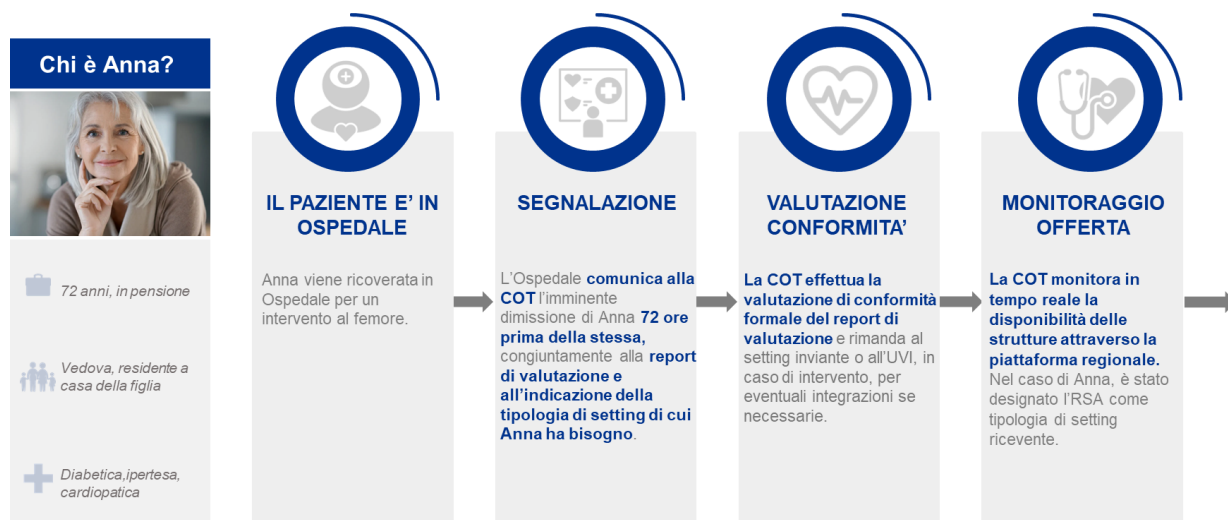 Chi è Anna?
72 anni, in pensione
Vedova, residente a
casa della figlia
Diabetica,ipertesa,
cardiopatica
IL PAZIENTE E’ IN
OSPEDALE
Anna viene ricoverata in
Ospedale per un
intervento al femore.
SEGNALAZIONE
L’Ospedale comunica alla
COT l’imminente
dimissione di Anna 72 ore
prima della stessa,
congiuntamente alla report
di valutazione e
all’indicazione della
tipologia di setting di cui
Anna ha bisogno.
VALUTAZIONE
CONFORMITA’
La COT effettua la
valutazione di conformità
formale del report di
valutazione e rimanda al
setting inviante o all’UVI, in
caso di intervento, per
eventuali integrazioni se
necessarie.
MONITORAGGIO
OFFERTA
La COT monitora in
tempo reale la
disponibilità delle
strutture attraverso la
piattaforma regionale.
Nel caso di Anna, è stato
designato l’RSA come
tipologia di setting
ricevente.